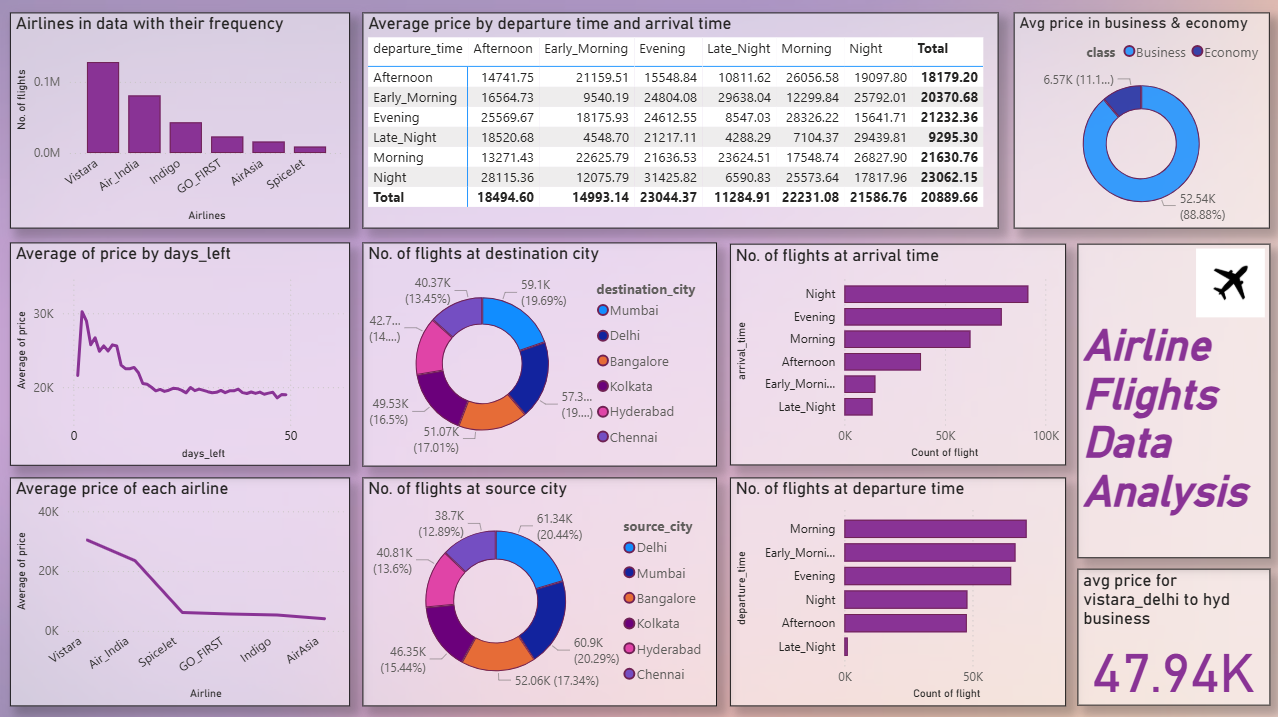 Airlines in data with their frequency
No. of flights
0.1M
0.0M
Vistara
Air_India
Indigo
GO_FIRST
AirAsia
SpiceJet
Airlines
Average price by departure time and arrival time
departure_time Afternoon Early_Morning Evening Late_Night Morning Night Total
Afternoon 14741.75 21159.51 15548.84 10811.62 26056.58 19097.80 18179.20
Early_Morning 16564.73 9540.19 24804.08 29638.04 12299.84 25792.01 20370.68
Evening 25569.67 18175.93 24612.55 8547.03 28326.22 15641.71 21232.36
Late_Night 18520.68 4548.70 21217.11 4288.29 7104.37 29439.81 9295.30
Morning 13271.43 22625.79 21636.53 23624.51 17548.74 26827.90 21630.76
Night 28115.36 12075.79 31425.82 6590.83 25573.64 17817.96 23062.15
Total 18494.60 14993.14 23044.37 11284.91 22231.08 21586.76 20889.66
Avg price in business & economy
class Business Economy
6.57K (11.1...)
52.54K
(88.88%)
Average of price by days_left
Average of price
30K
20K
0 50
days_left
No. of flights at destination city
40.37K
(13.45%)
59.1K
(19.69%)
42.7...
(14....)
57.3...
(19....)
49.53K
(16.5%)
51.07K
(17.01%)
destination_city
Mumbai
Delhi
Bangalore
Kolkata
Hyderabad
Chennai
No. of flights at arrival time
arrival_time
Night
Evening
Morning
Afternoon
Early_Morni...
Late_Night
0K 50K 100K
Count of flight
Airline
Flights
Data
Analysis
Average price of each airline
Average of price
40K
20K
0K
Vistara
Air_India
SpiceJet
GO_FIRST
Indigo
AirAsia
Airline
No. of flights at source city
38.7K
(12.89%)
61.34K
(20.44%)
40.81K
(13.6%)
46.35K
(15.44%)
60.9K
(20.29%)
52.06K (17.34%)
source_city
Delhi
Mumbai
Bangalore
Kolkata
Hyderabad
Chennai
No. of flights at departure time
departure_time
Morning
Early_Morni...
Evening
Night
Afternoon
Late_Night
0K 50K
Count of flight
avg price for
vistara_delhi to hyd
business
47.94K